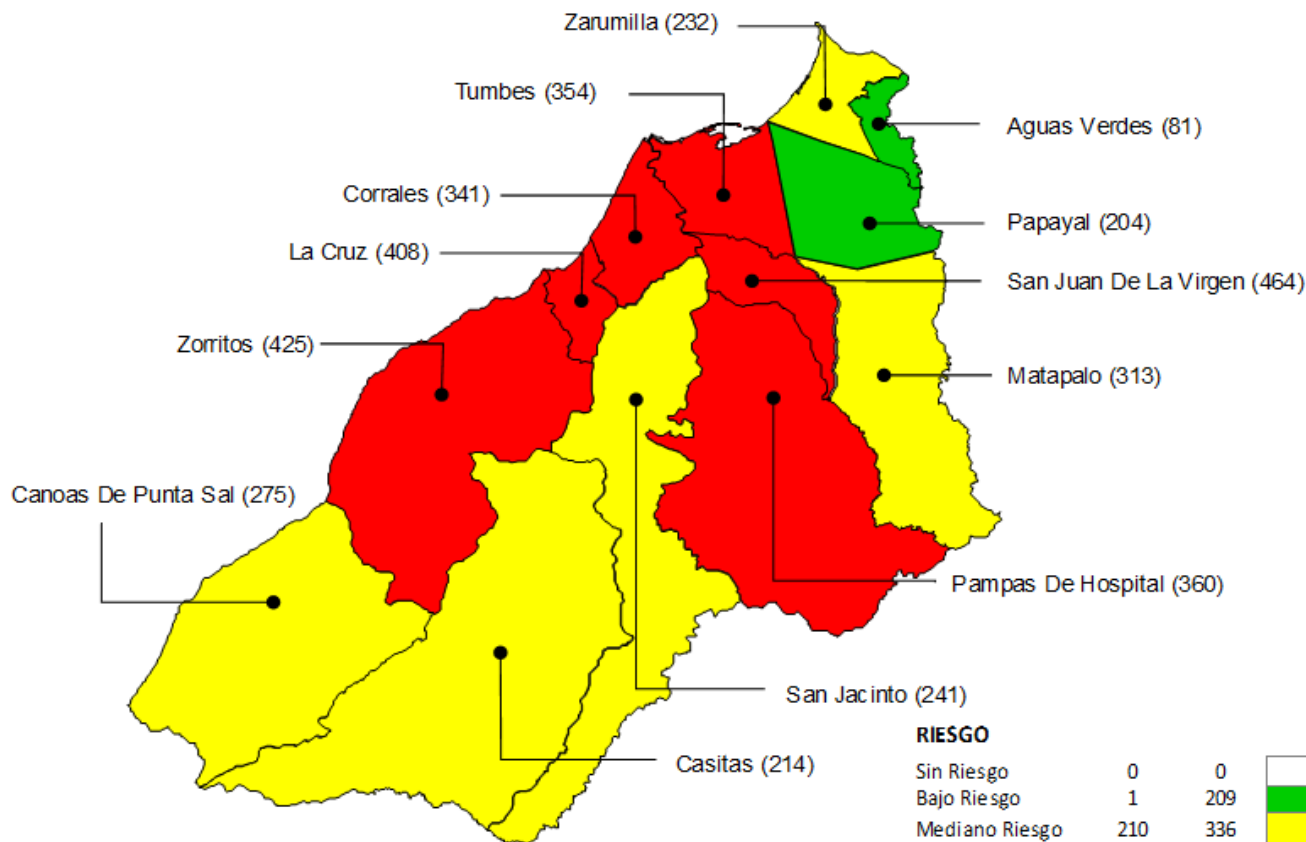 Zarumilla (232)
Tumbes (354)
Aguas Verdes (81)
Corrales (341)
Papayal (204)
La Cruz (408)
San Juan De La Virgen (464)
Zorritos (425)
Matapalo (313)
Canoas De Punta Sal (275)
Pampas De Hospital (360)
San Jacinto (241)
Casitas (214)
RIESGO
Sin Riesgo 0 0
Bajo Riesgo 1 209
Mediano Riesgo 210 336